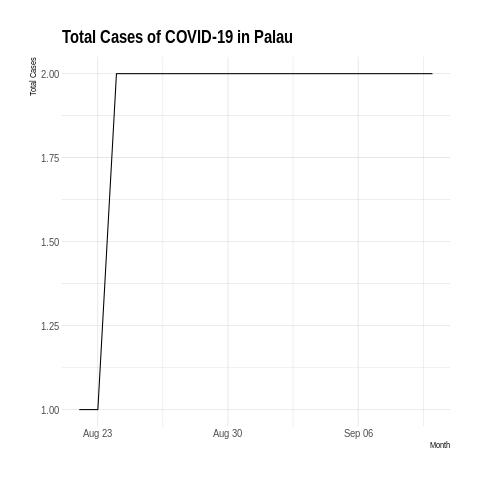 Total Cases of COVID-19 in Palau
Total Cases
2.00
1.75
1.50
1.25
1.00
Aug 23
Aug 30
Sep 06
Month